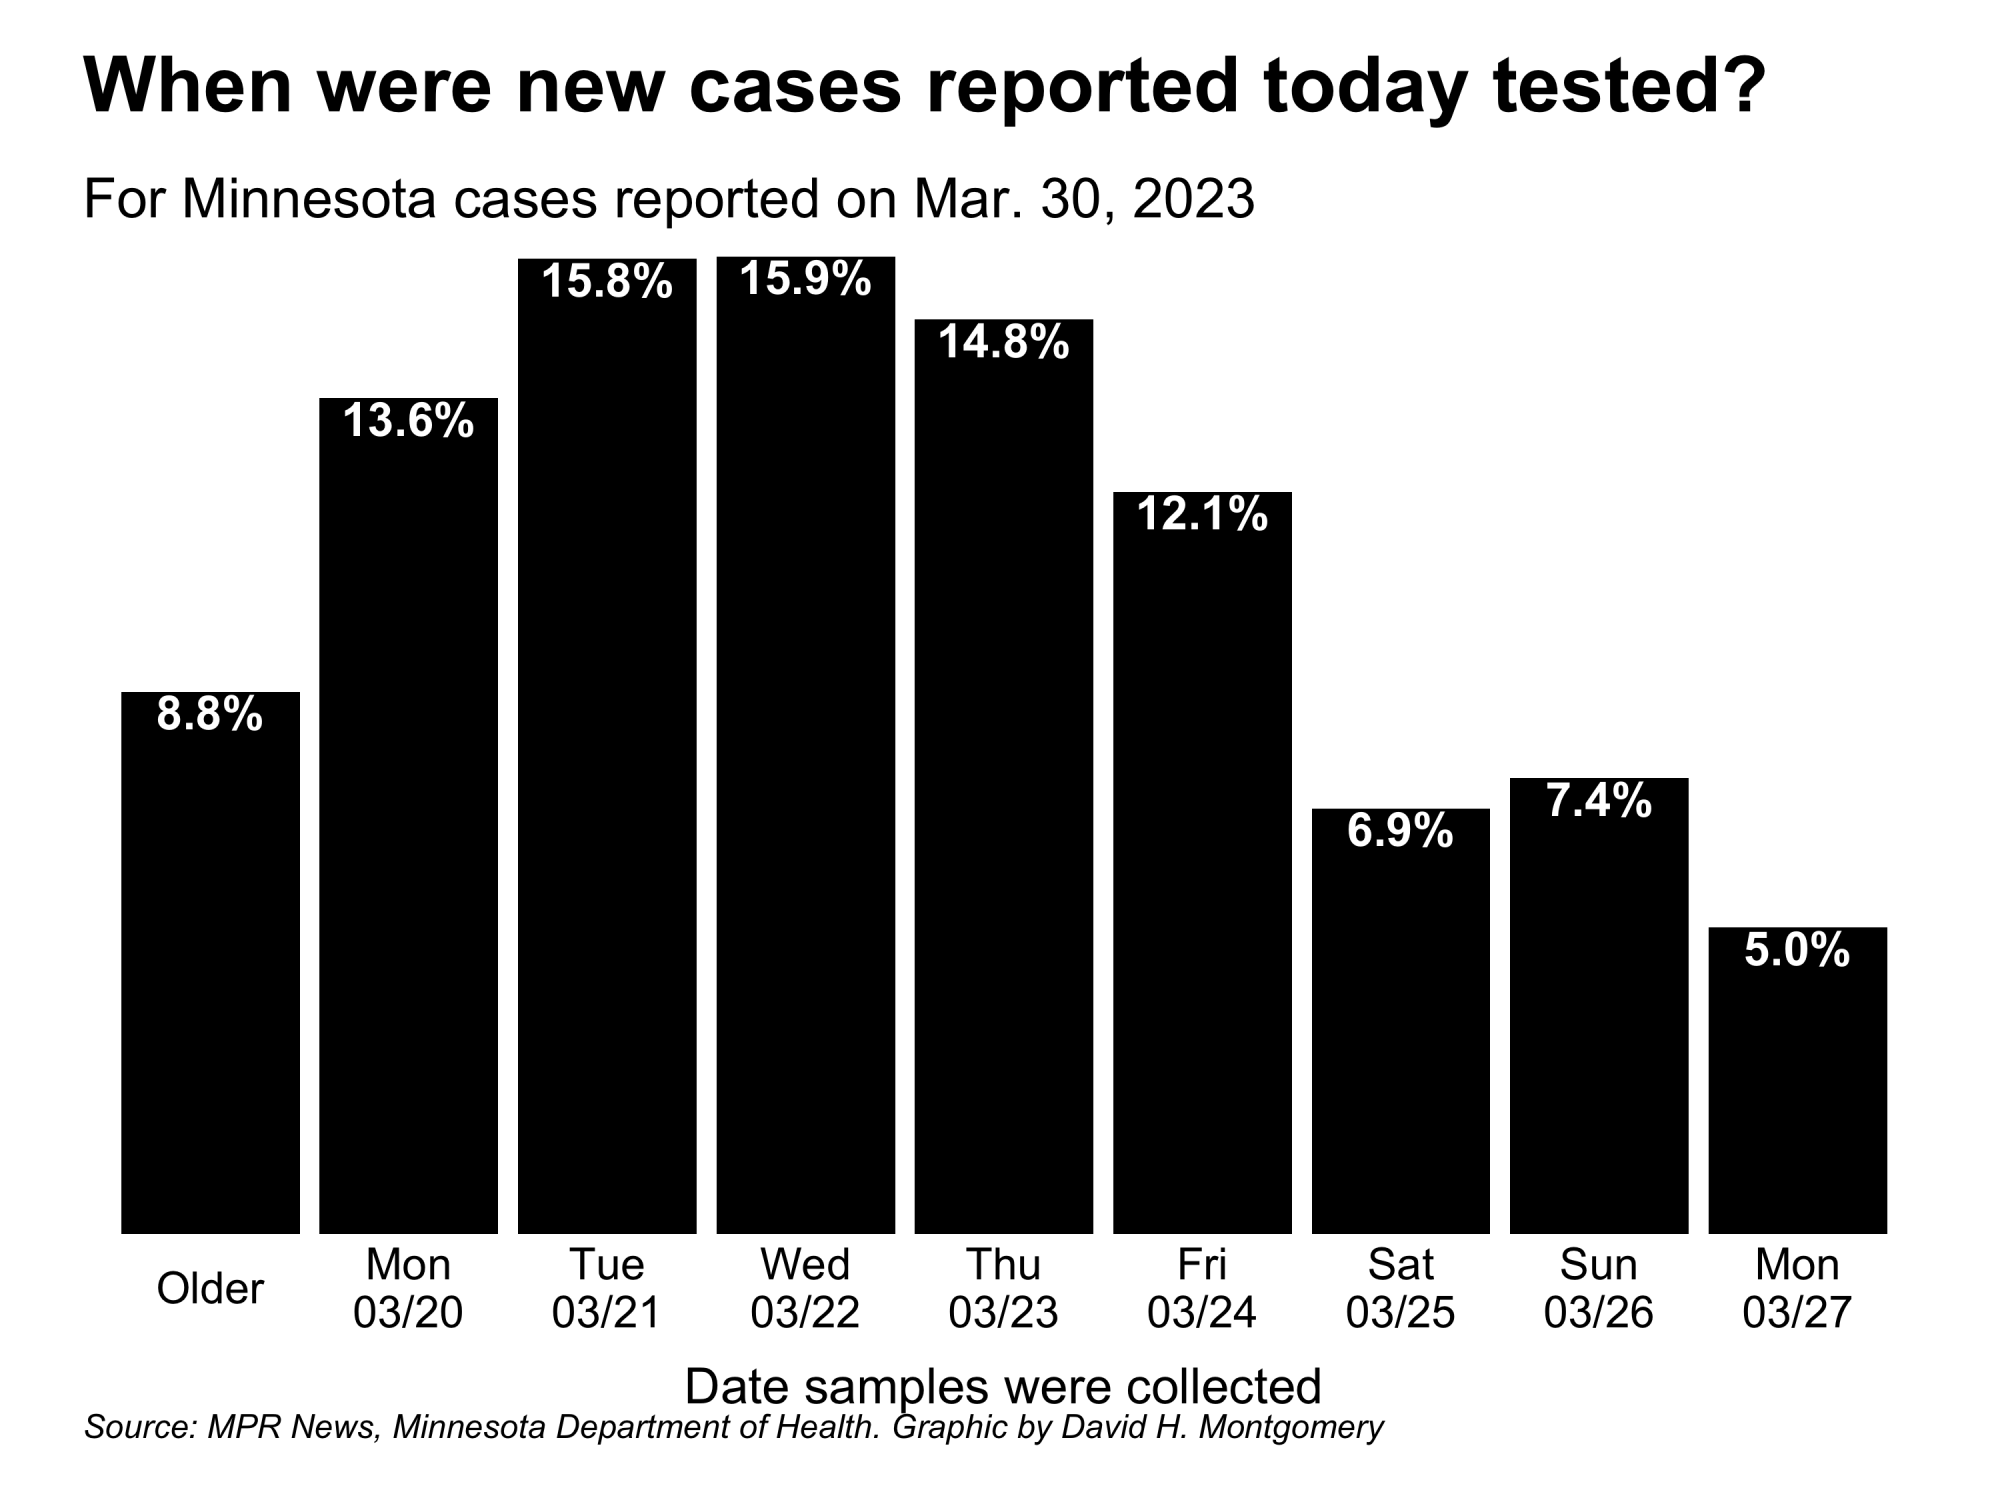 When were new cases reported today tested?
For Minnesota cases reported on Mar. 30, 2023
8.8%
13.6%
15.8%
15.9%
14.8%
12.1%
6.9%
7.4%
5.0%
Older
Mon
03/20
Tue
03/21
Wed
03/22
Thu
03/23
Fri
03/24
Sat
03/25
Sun
03/26
Mon
03/27
Date samples were collected
Source: MPR News, Minnesota Department of Health. Graphic by David H. Montgomery